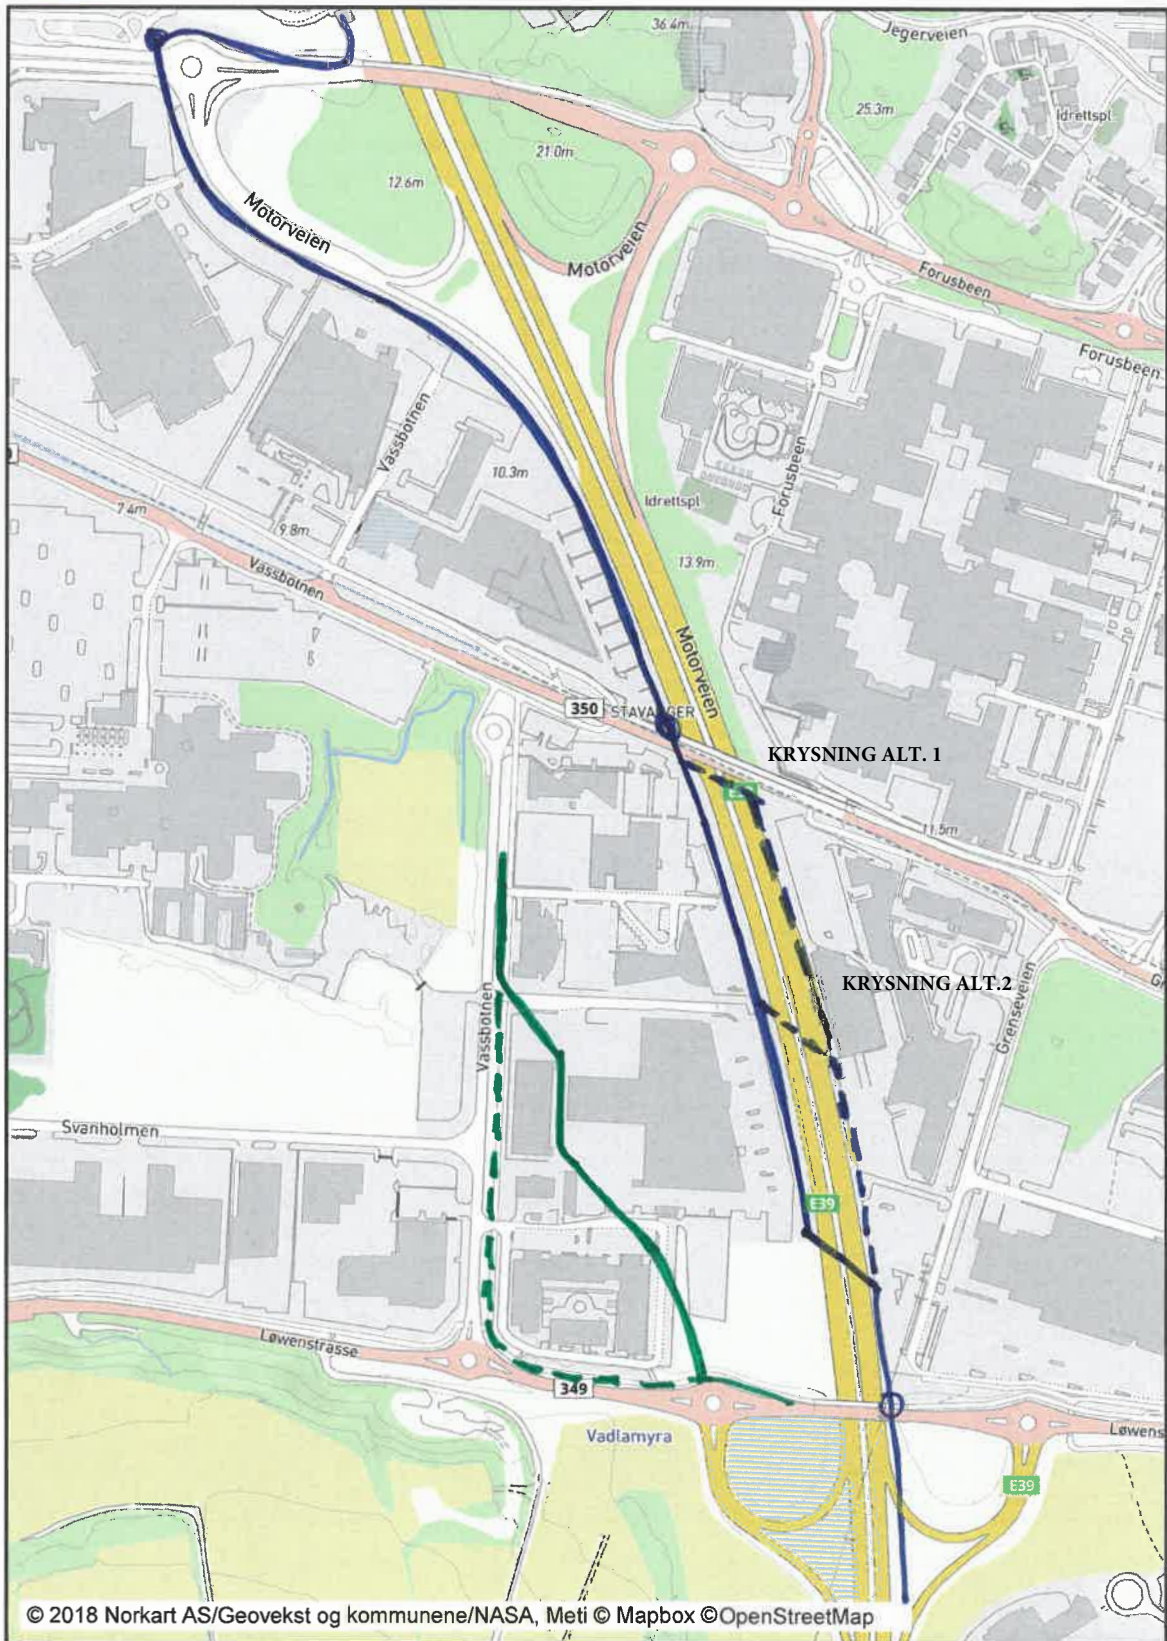 36.4m
Jegerveien
25.3m
Idrettspl.
21.0m
12.6m
Motorveien
Motorveien
Forusbeen
Forusbeen
Vassbotnen
10.3m
Idrettspl.
Forusbeen
7.4m
9.8m
Vassbotnen
13.9m
Motorveien
350
KRYSNING ALT. 1
11.5m
KRYSNING ALT.2
Vassbotnen
Grenseveien
Svanholmen
E39
Løwenstrasse
349
Vadlamyra
E39
© 2018 Norkart AS/Geovekst og kommunene/NASA, Meti © Mapbox ©OpenStreetMap